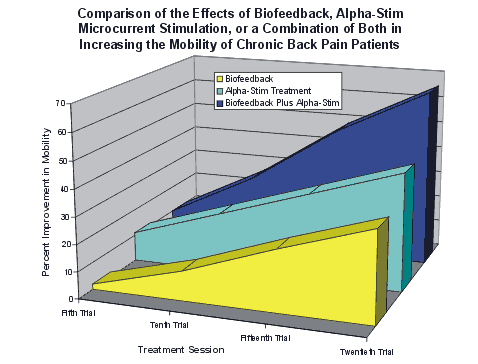 Comparison of the Effects of Biofeedback, Alpha-Stim
Microcurrent Stimulation, or a Combination of Both in
Increasing the Mobility of Chronic Back Pain Patients
Biofeedback
Alpha-Stim Treatment
Biofeedback Plus Alpha-Stim
70
60
50
40
30
20
10
0
Percent Improvement in Mobility
Fifth Trial
Tenth Trial
Fifteenth Trial
Twentieth Trial
Treatment Session